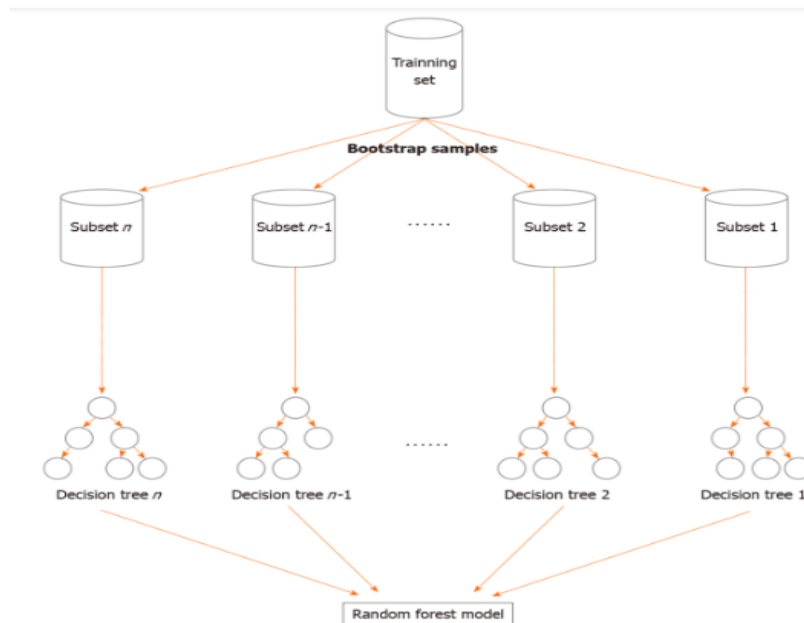 Trainning
set
Bootstrap samples
Subset n
Subset n-1
......
Subset 2
Subset 1
......
Decision tree n
Decision tree n-1
Decision tree 2
Decision tree 1
Random forest model